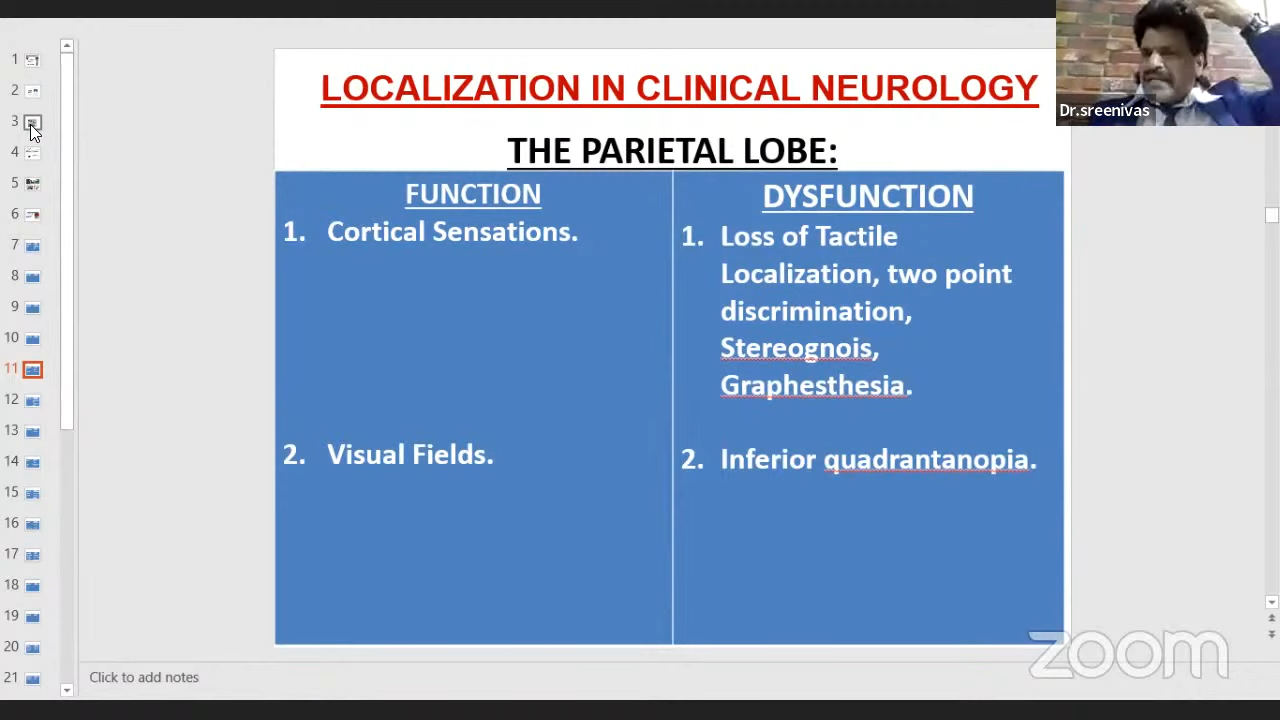 LOCALIZATION IN CLINICAL NEUROLOGY
THE PARIETAL LOBE:
FUNCTION
1. Cortical Sensations.
2. Visual Fields.
DYSFUNCTION
1. Loss of Tactile
Localization, two point
discrimination,
Stereognois,
Graphesthesia.
2. Inferior quadrantanopia.
Dr.sreenivas
1
2
3
4
5
6
7
8
9
10
11
12
13
14
15
16
17
18
19
20
21
Click to add notes
zoom